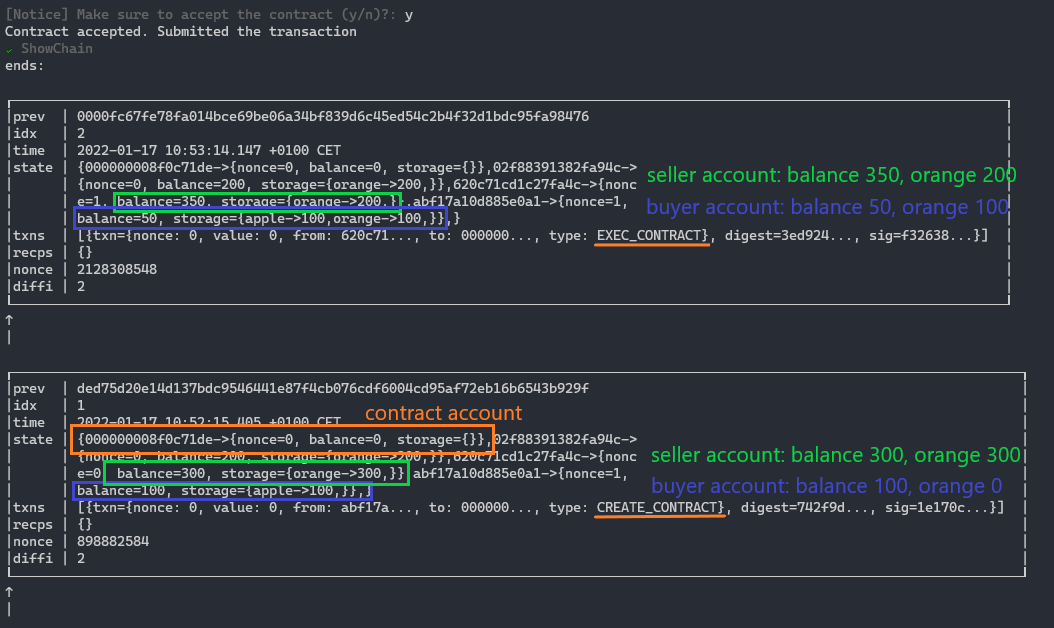 [Notice] Make sure to accept the contract (y/n)?: y
Contract accepted. Submitted the transaction
✓ ShowChain
ends:
|prev | 0000fc67fe78fa014bce69be06a34bf839d6c45ed54c2b4f32d1bdc95fa98476 |
|idx | 2 |
|time | 2022-01-17 10:53:14.147 +0100 CET |
|state | {000000008f0c71de->{nonce=0, balance=0, storage={}},02f88391382fa94c->
seller account: balance 350, orange 200
| | {nonce=0, balance=200, storage={orange->200,}},620c71cd1c27fa4c->{nonc
| | e=1, balance=350, storage={orange->200,}},abf17a10d885e0a1->{nonce=1,
buyer account: balance 50, orange 100
| | balance=50, storage={apple->100,orange->100,}},} |
|txns | [{txn={nonce: 0, value: 0, from: 620c71..., to: 000000..., type: EXEC_CONTRACT}, digest=3ed924..., sig=f32638...}] |
|recps | {} |
|nonce | 2128308548 |
|diffi | 2 |
↑
|
|prev | ded75d20e14d137bdc9546441e87f4cb076cdf6004cd95af72eb16b6543b929f |
|idx | 1 |
|time | 2022-01-17 10:52:15.405 +0100 CET |
contract account
|state | {000000008f0c71de->{nonce=0, balance=0, storage={}},02f88391382fa94c->
| | {nonce=0, balance=200, storage={orange->200,}},620c71cd1c27fa4c->{nonc
seller account: balance 300, orange 300
| | e=0, balance=300, storage={orange->300,}},abf17a10d885e0a1->{nonce=1,
buyer account: balance 100, orange 0
| | balance=100, storage={apple->100,}},} |
|txns | [{txn={nonce: 0, value: 0, from: abf17a..., to: 000000..., type: CREATE_CONTRACT}, digest=742f9d..., sig=1e170c...}] |
|recps | {} |
|nonce | 898882584 |
|diffi | 2 |
↑
|